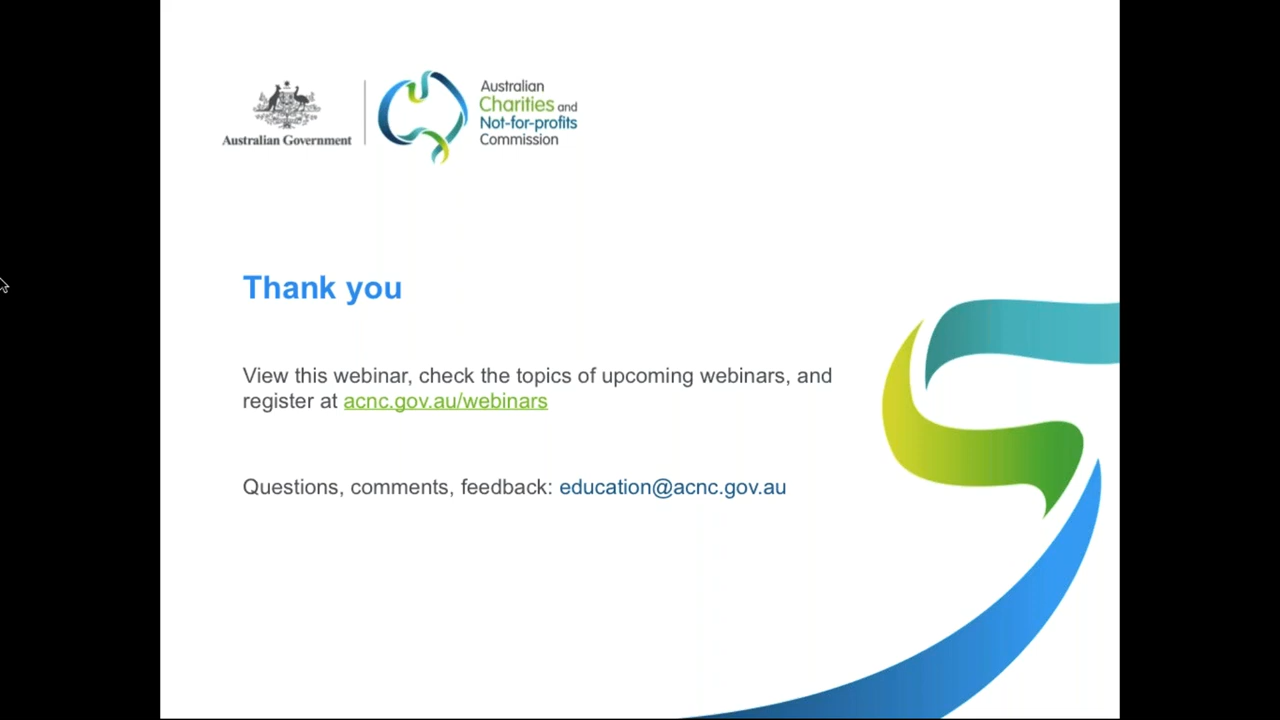 Australian Government
Australian
Charities and
Not-for-profits
Commission
Thank you
View this webinar, check the topics of upcoming webinars, and
register at acnc.gov.au/webinars
Questions, comments, feedback: education@acnc.gov.au